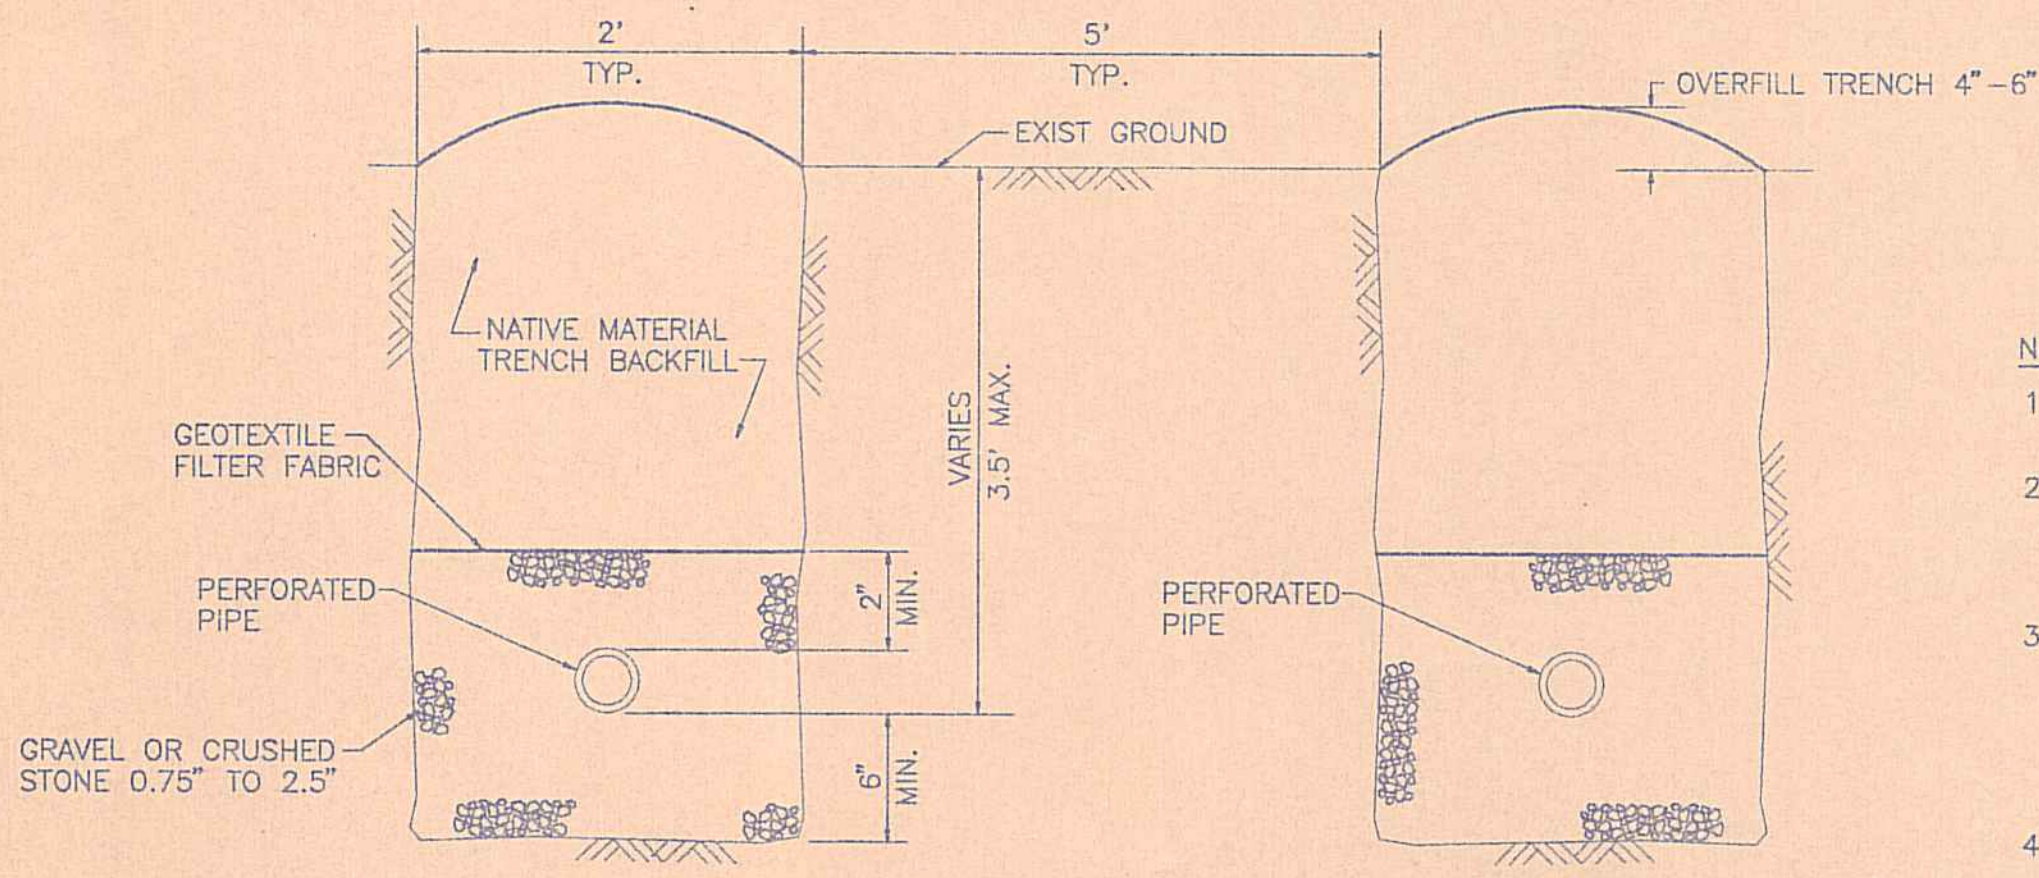 2'
TYP.
5'
TYP.
OVERFILL TRENCH 4"-6"
EXIST GROUND
NATIVE MATERIAL
TRENCH BACKFILL
VARIES
3.5' MAX.
GEOTEXTILE
FILTER FABRIC
PERFORATED
PIPE
2"
MIN.
PERFORATED
PIPE
GRAVEL OR CRUSHED
STONE 0.75" TO 2.5"
6"
MIN.
N
1
2
3
4